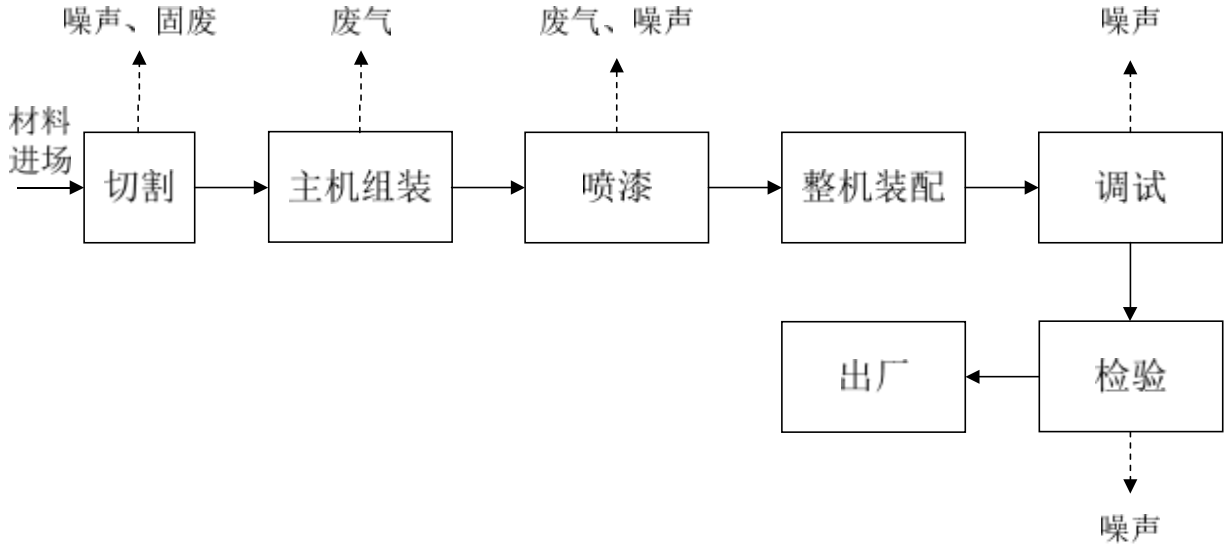 噪声、固废
废气
废气、噪声
噪声
材料
进场
切割
主机组装
喷漆
整机装配
调试
出厂
检验
噪声